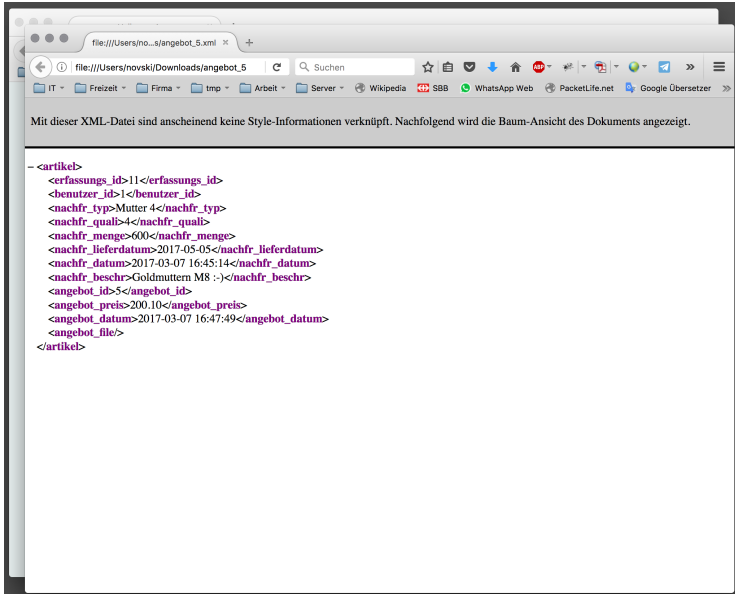 file:///Users/no...s/angebot_5.xml × +
file:///Users/novski/Downloads/angebot_5 Suchen ABP
IT Freizeit Firma tmp Arbeit Server Wikipedia SBB WhatsApp Web PacketLife.net Google Übersetzer »
Mit dieser XML-Datei sind anscheinend keine Style-Informationen verknüpft. Nachfolgend wird die Baum-Ansicht des Dokuments angezeigt.
– <artikel>
<erfassungs_id>11</erfassungs_id>
<benutzer_id>1</benutzer_id>
<nachfr_typ>Mutter 4</nachfr_typ>
<nachfr_quali>4</nachfr_quali>
<nachfr_menge>600</nachfr_menge>
<nachfr_lieferdatum>2017-05-05</nachfr_lieferdatum>
<nachfr_datum>2017-03-07 16:45:14</nachfr_datum>
<nachfr_beschr>Goldmuttern M8 :-)</nachfr_beschr>
<angebot_id>5</angebot_id>
<angebot_preis>200.10</angebot_preis>
<angebot_datum>2017-03-07 16:47:49</angebot_datum>
<angebot_file/>
</artikel>